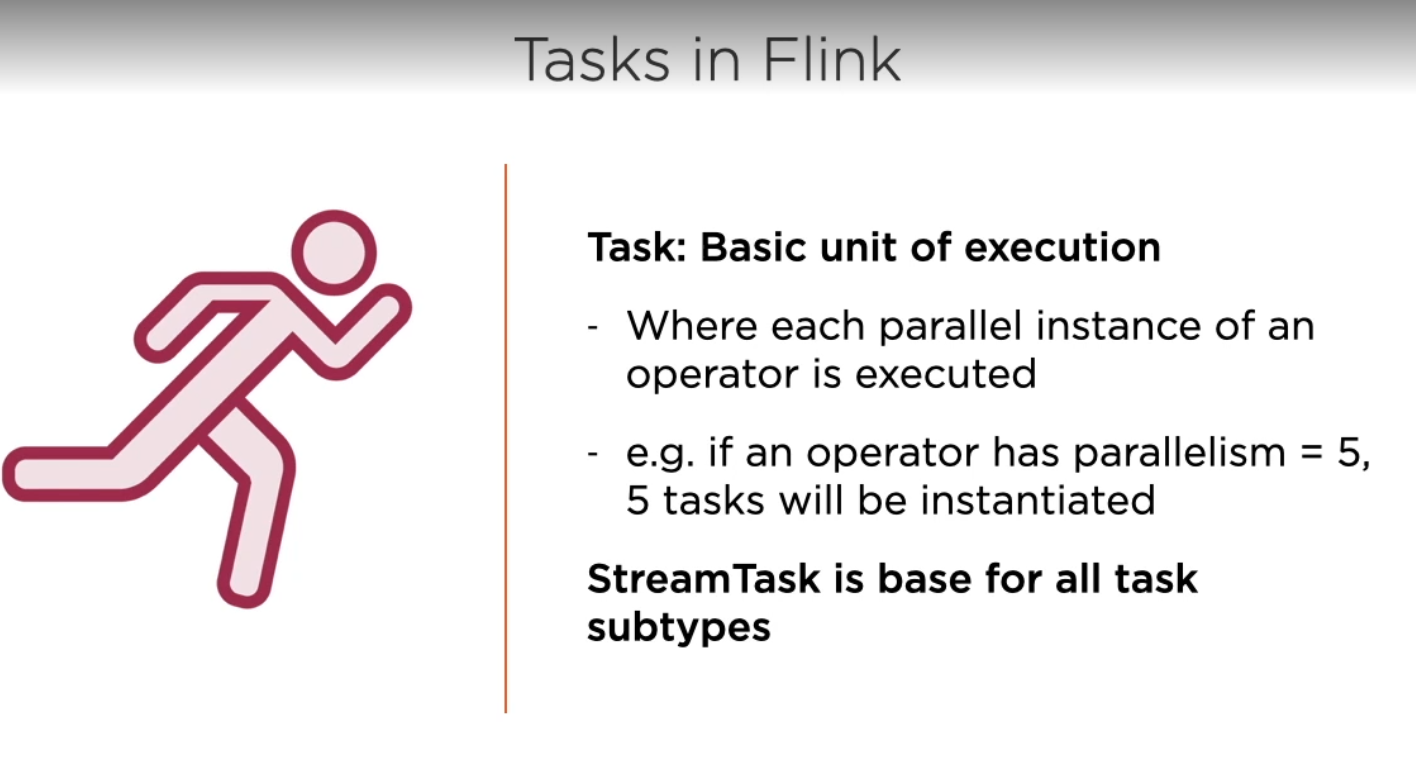 Tasks in Flink
Task: Basic unit of execution
- Where each parallel instance of an
operator is executed
- e.g. if an operator has parallelism = 5,
5 tasks will be instantiated
StreamTask is base for all task
subtypes